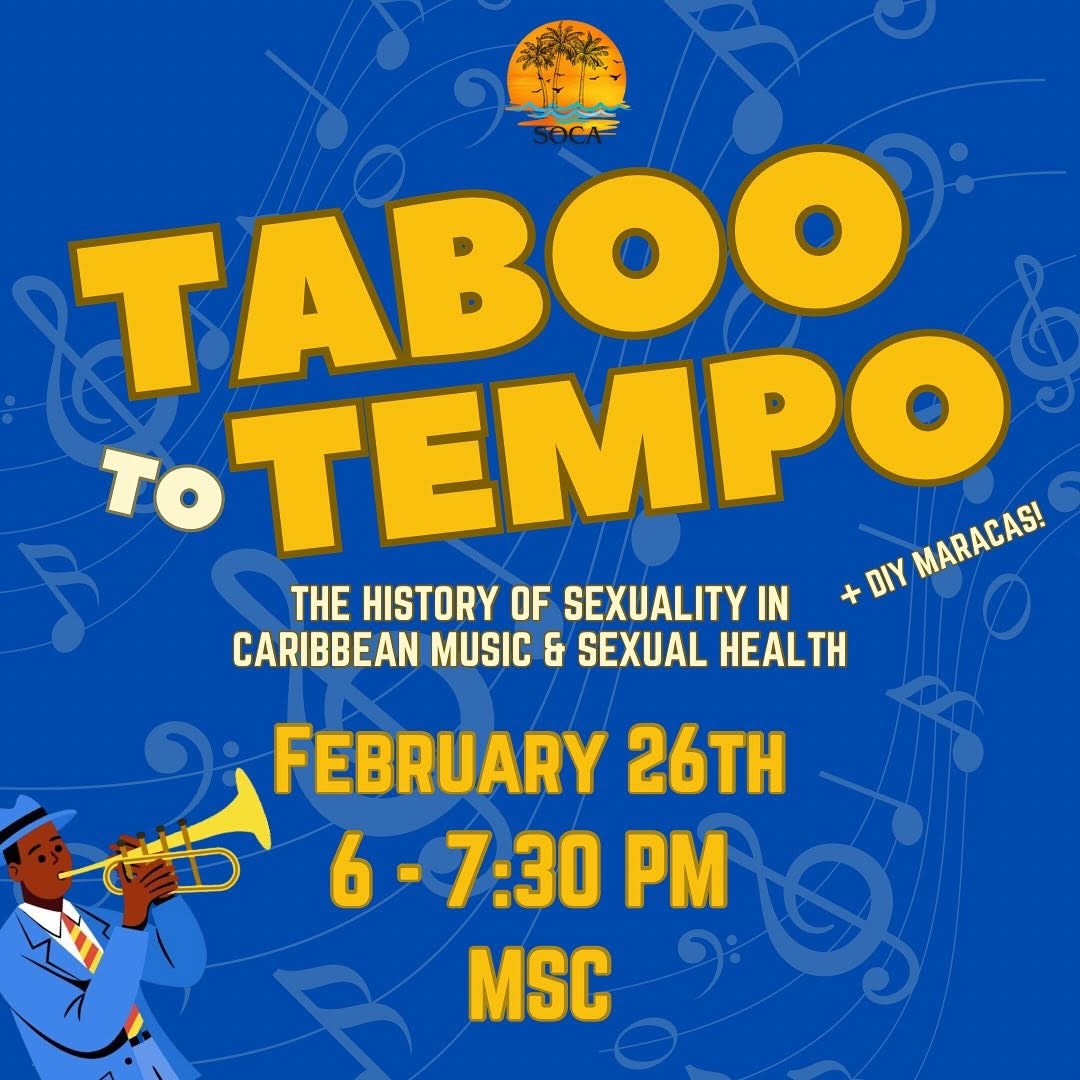 SOCA
TABOO
TO TEMPO
+ DIY MARACAS!
THE HISTORY OF SEXUALITY IN
CARIBBEAN MUSIC & SEXUAL HEALTH
FEBRUARY 26TH
6 - 7:30 PM
MSC